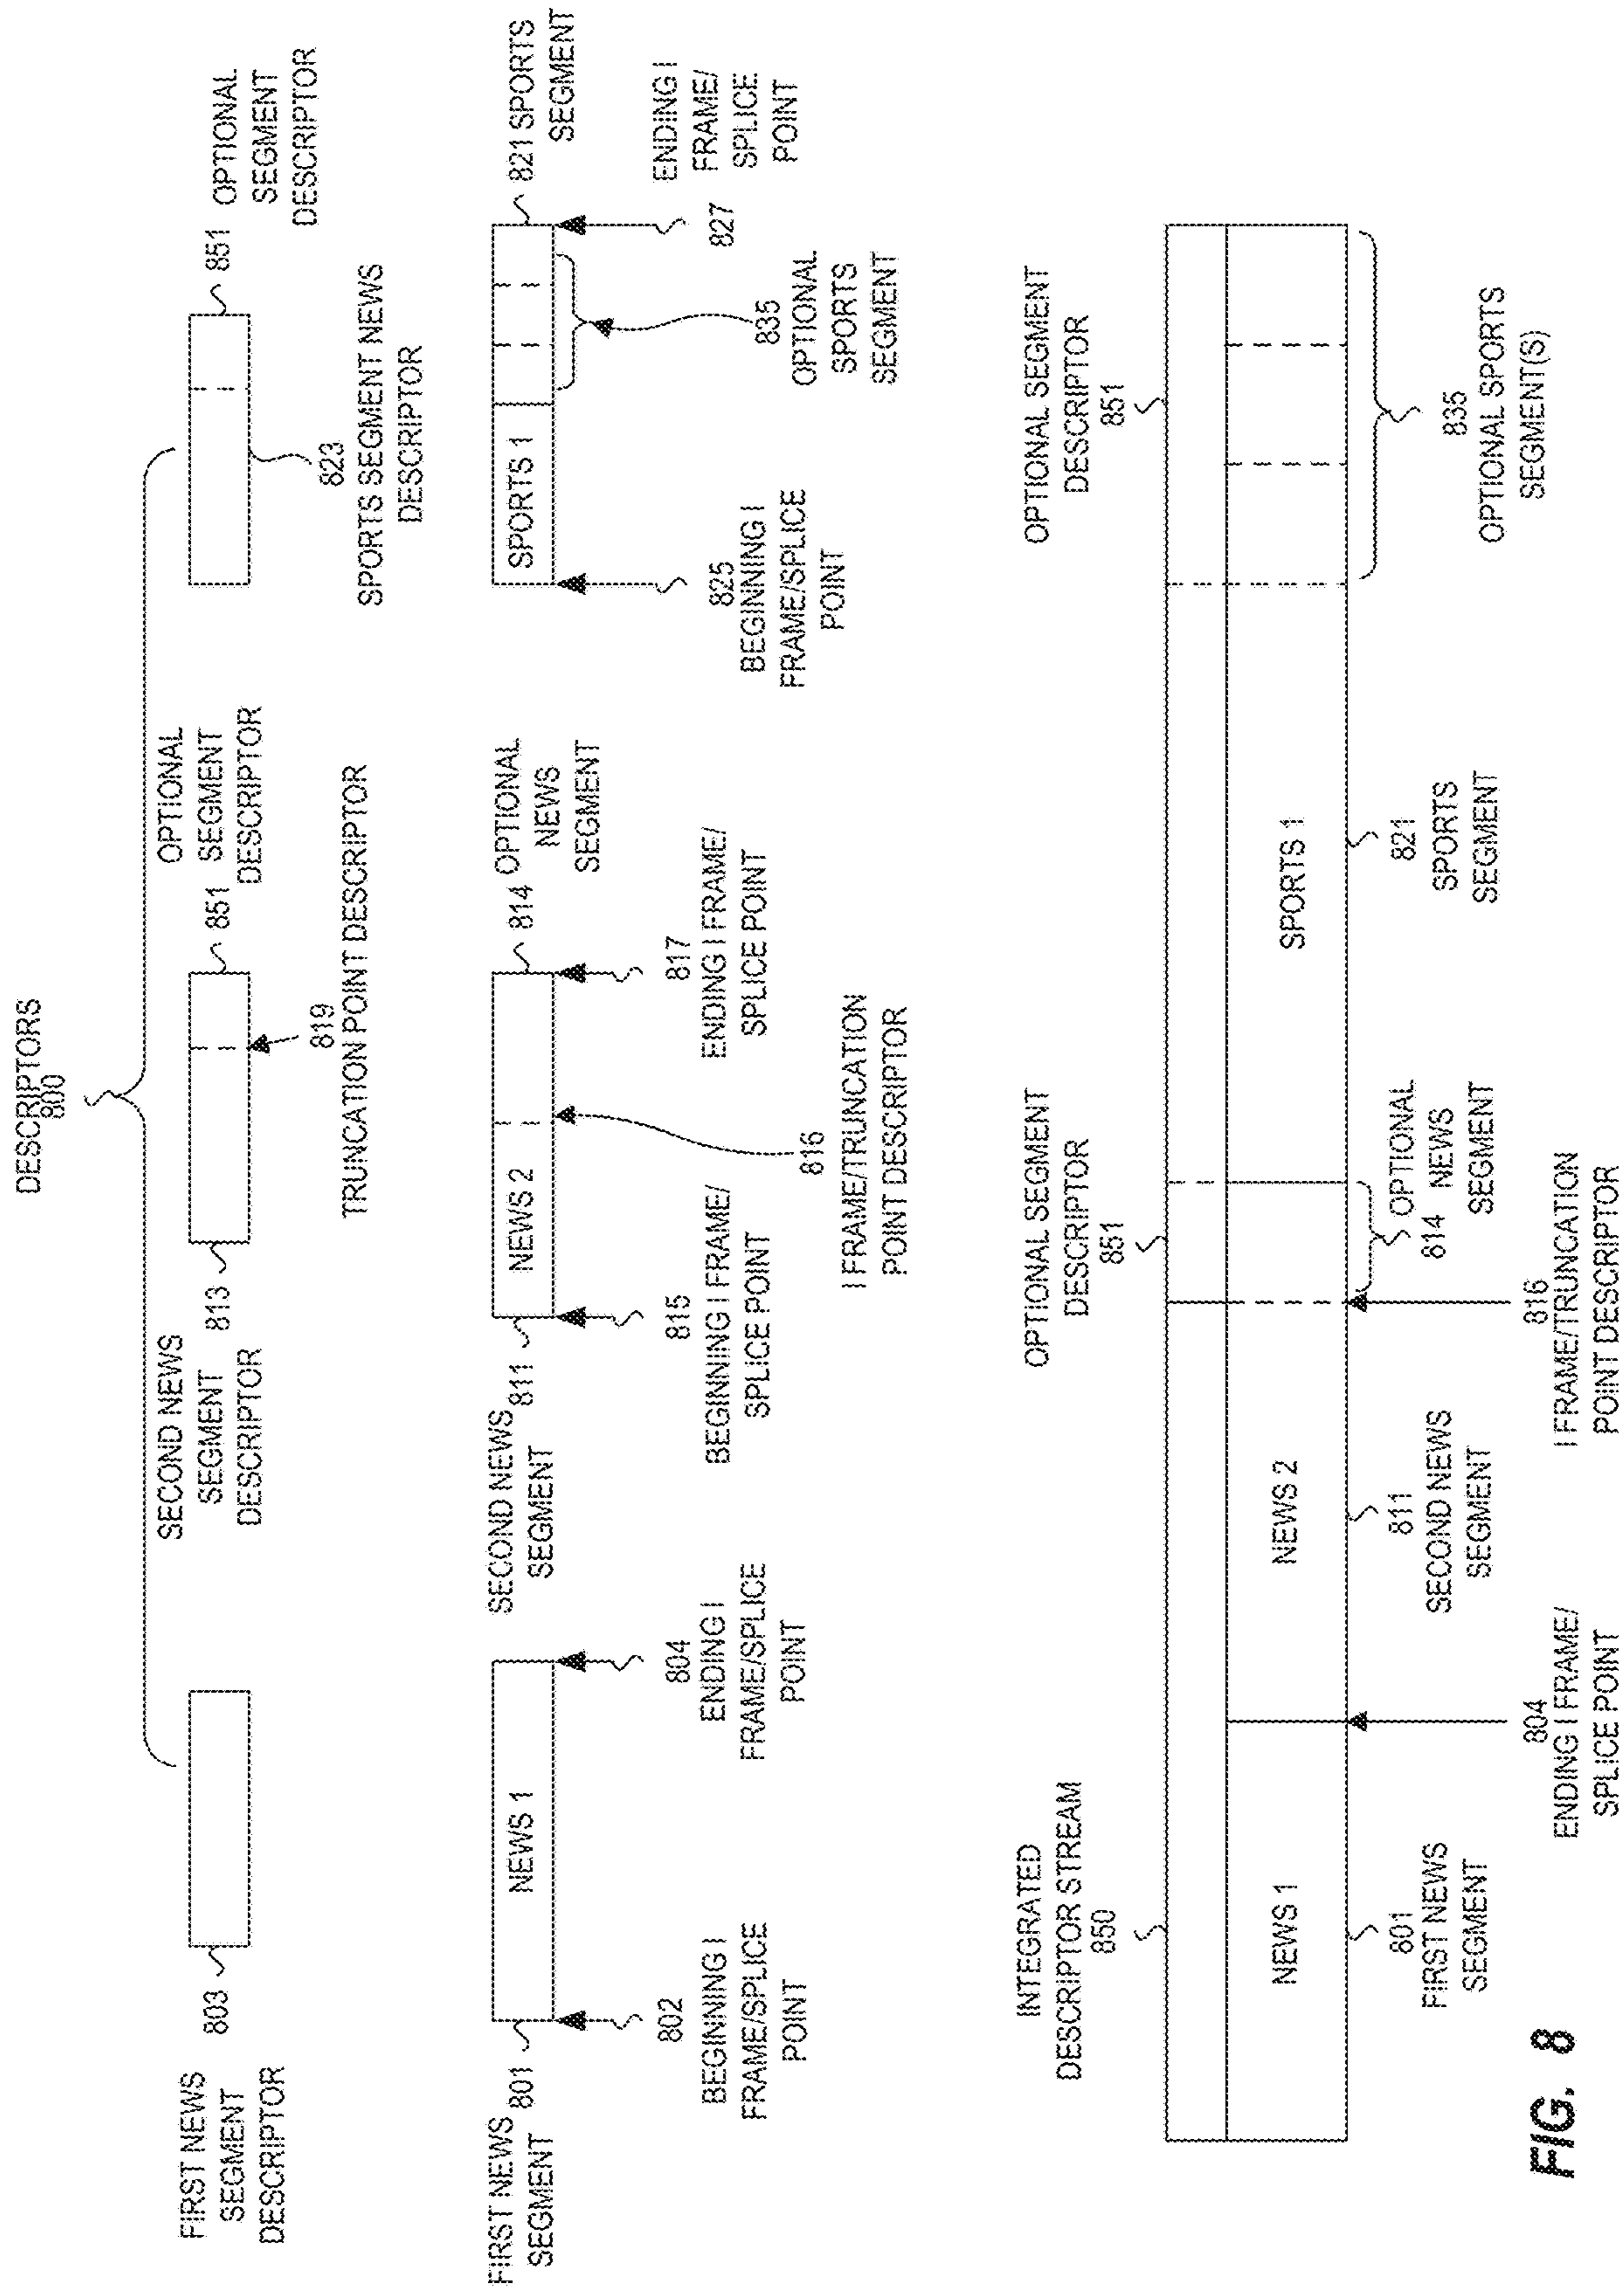 DESCRIPTORS
800
FIRST NEWS
SEGMENT
DESCRIPTOR
803
SECOND NEWS
SEGMENT
DESCRIPTOR
813
OPTIONAL
SEGMENT
DESCRIPTOR
851
819
TRUNCATION POINT DESCRIPTOR
851
OPTIONAL
SEGMENT
DESCRIPTOR
823
SPORTS SEGMENT NEWS
DESCRIPTOR
FIRST NEWS
SEGMENT
801
NEWS 1
802
BEGINNING I
FRAME/SPLICE
POINT
804
ENDING I
FRAME/SPLICE
POINT
SECOND NEWS
SEGMENT
811
NEWS 2
814
OPTIONAL
NEWS
SEGMENT
815
BEGINNING I FRAME/
SPLICE POINT
817
ENDING I FRAME/
SPLICE POINT
816
I FRAME/TRUNCATION
POINT DESCRIPTOR
SPORTS 1
821 SPORTS
SEGMENT
825
BEGINNING I
FRAME/SPLICE
POINT
827
ENDING I
FRAME/
SPLICE
POINT
835
OPTIONAL
SPORTS
SEGMENT
INTEGRATED
DESCRIPTOR STREAM
850
OPTIONAL SEGMENT
DESCRIPTOR
851
OPTIONAL SEGMENT
DESCRIPTOR
851
NEWS 1
NEWS 2
SPORTS 1
801
FIRST NEWS
SEGMENT
804
ENDING I FRAME/
SPLICE POINT
811
SECOND NEWS
SEGMENT
816
I FRAME/TRUNCATION
POINT DESCRIPTOR
814
OPTIONAL
NEWS
SEGMENT
821
SPORTS
SEGMENT
835
OPTIONAL SPORTS
SEGMENT(S)
FIG. 8